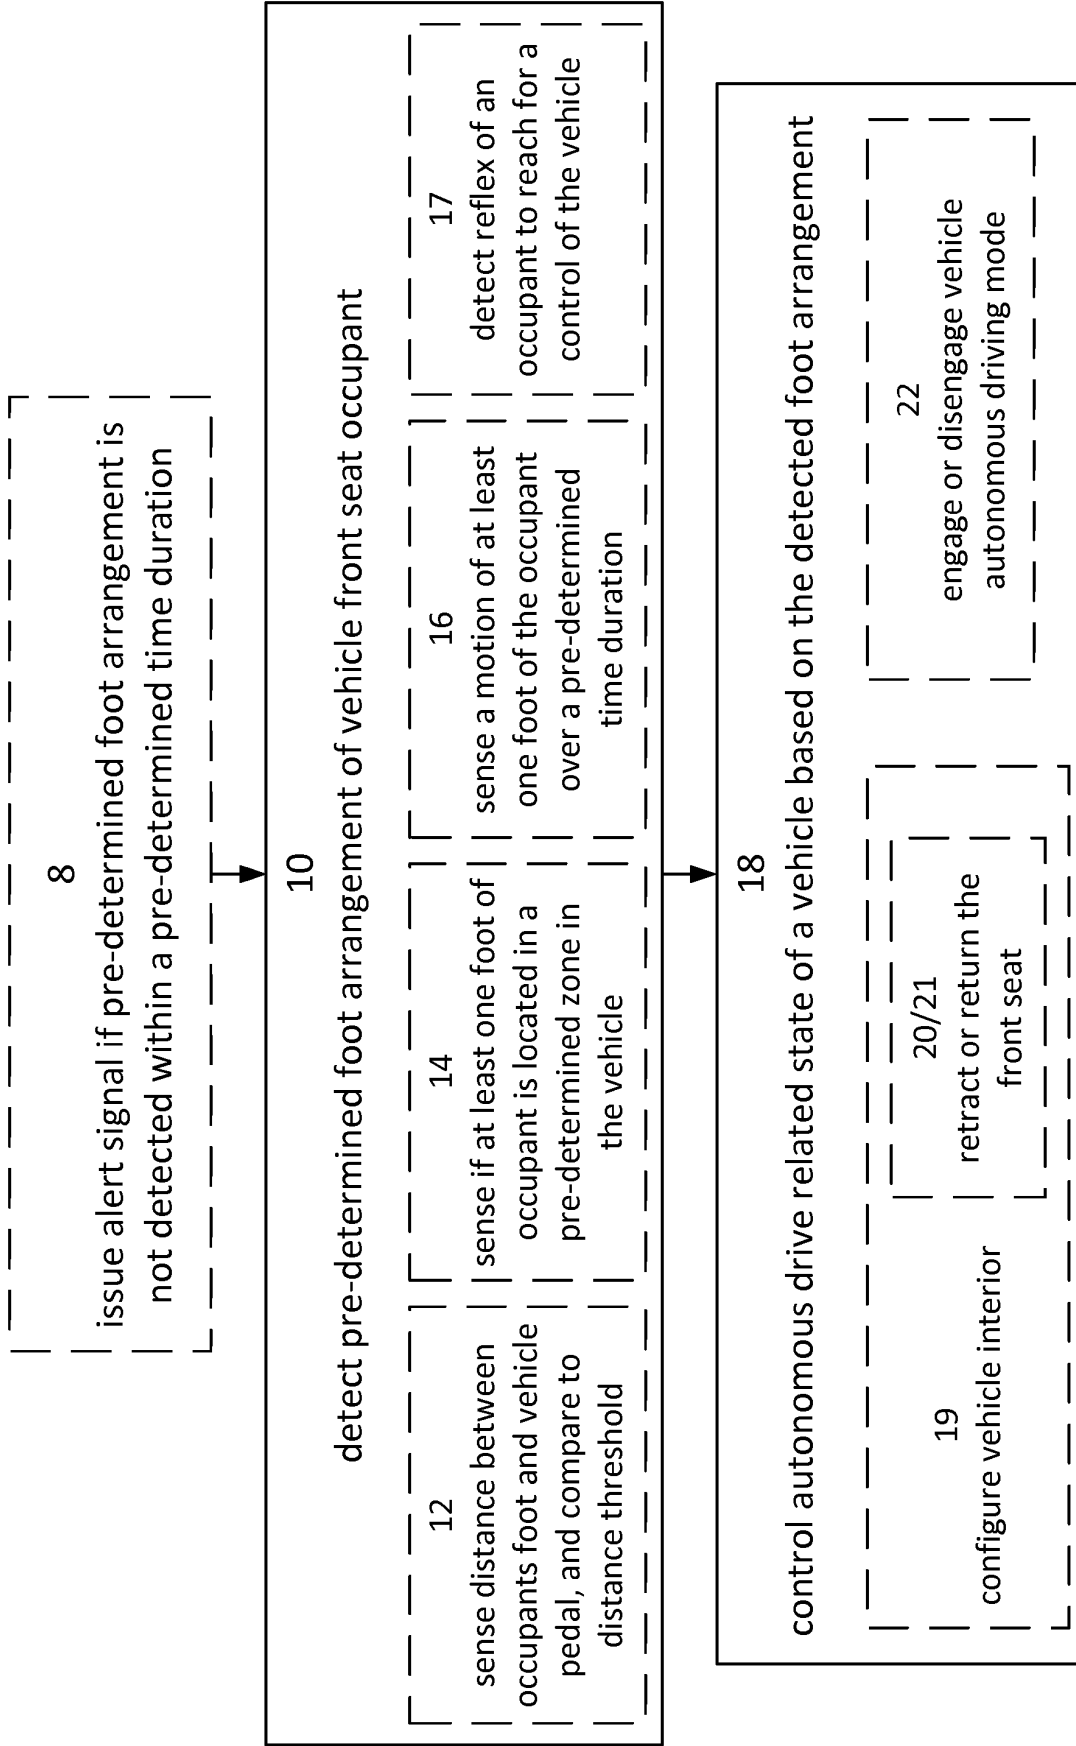 8
issue alert signal if pre-determined foot arrangement is
not detected within a pre-determined time duration
10
detect pre-determined foot arrangement of vehicle front seat occupant
12
sense distance between
occupants foot and vehicle
pedal, and compare to
distance threshold
14
sense if at least one foot of
occupant is located in a
pre-determined zone in
the vehicle
16
sense a motion of at least
one foot of the occupant
over a pre-determined
time duration
17
detect reflex of an
occupant to reach for a
control of the vehicle
18
control autonomous drive related state of a vehicle based on the detected foot arrangement
19
configure vehicle interior
20/21
retract or return the
front seat
22
engage or disengage vehicle
autonomous driving mode